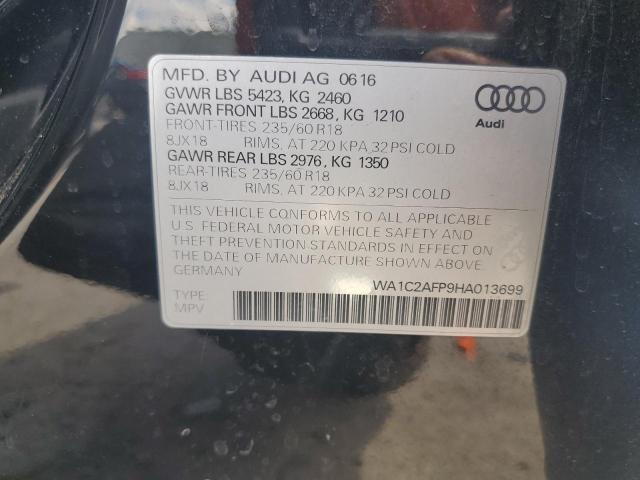 MFD. BY AUDI AG 06 16
GVWR LBS 5423, KG 2460
GAWR FRONT LBS 2668, KG 1210
FRONT-TIRES 235/60 R18
8JX18 RIMS, AT 220 KPA, 32 PSI COLD
GAWR REAR LBS 2976, KG 1350
REAR-TIRES 235/60 R18
8JX18 RIMS, AT 220 KPA, 32 PSI COLD
Audi
THIS VEHICLE CONFORMS TO ALL APPLICABLE
U.S. FEDERAL MOTOR VEHICLE SAFETY AND
THEFT PREVENTION STANDARDS IN EFFECT ON
THE DATE OF MANUFACTURE SHOWN ABOVE.
GERMANY
WA1C2AFP9HA013699
TYPE:
MPV